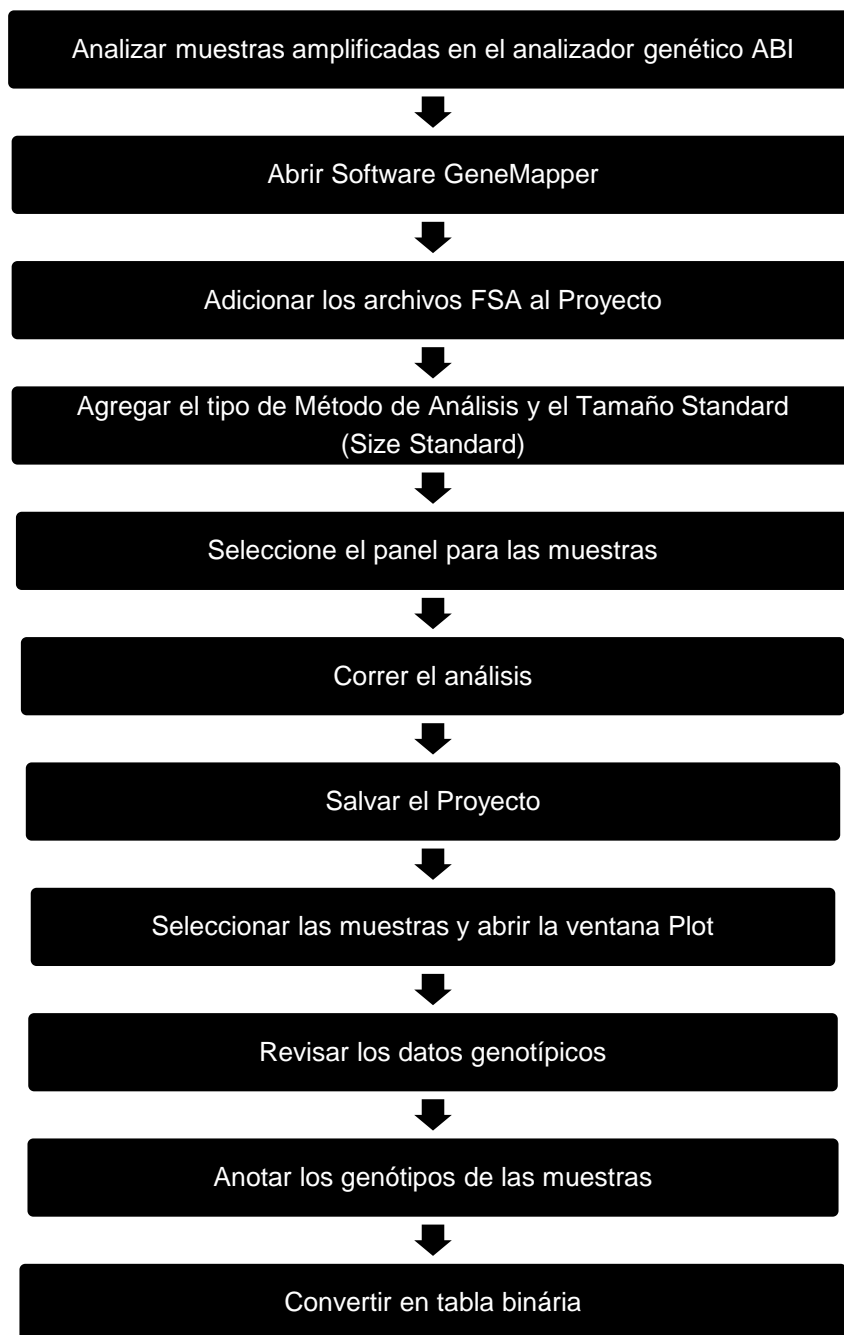 Analizar muestras amplificadas en el analizador genético ABI
Abrir Software GeneMapper
Adicionar los archivos FSA al Proyecto
Agregar el tipo de Método de Análisis y el Tamaño Standard
(Size Standard)
Seleccione el panel para las muestras
Correr el análisis
Salvar el Proyecto
Seleccionar las muestras y abrir la ventana Plot
Revisar los datos genotípicos
Anotar los genótipos de las muestras
Convertir en tabla binária